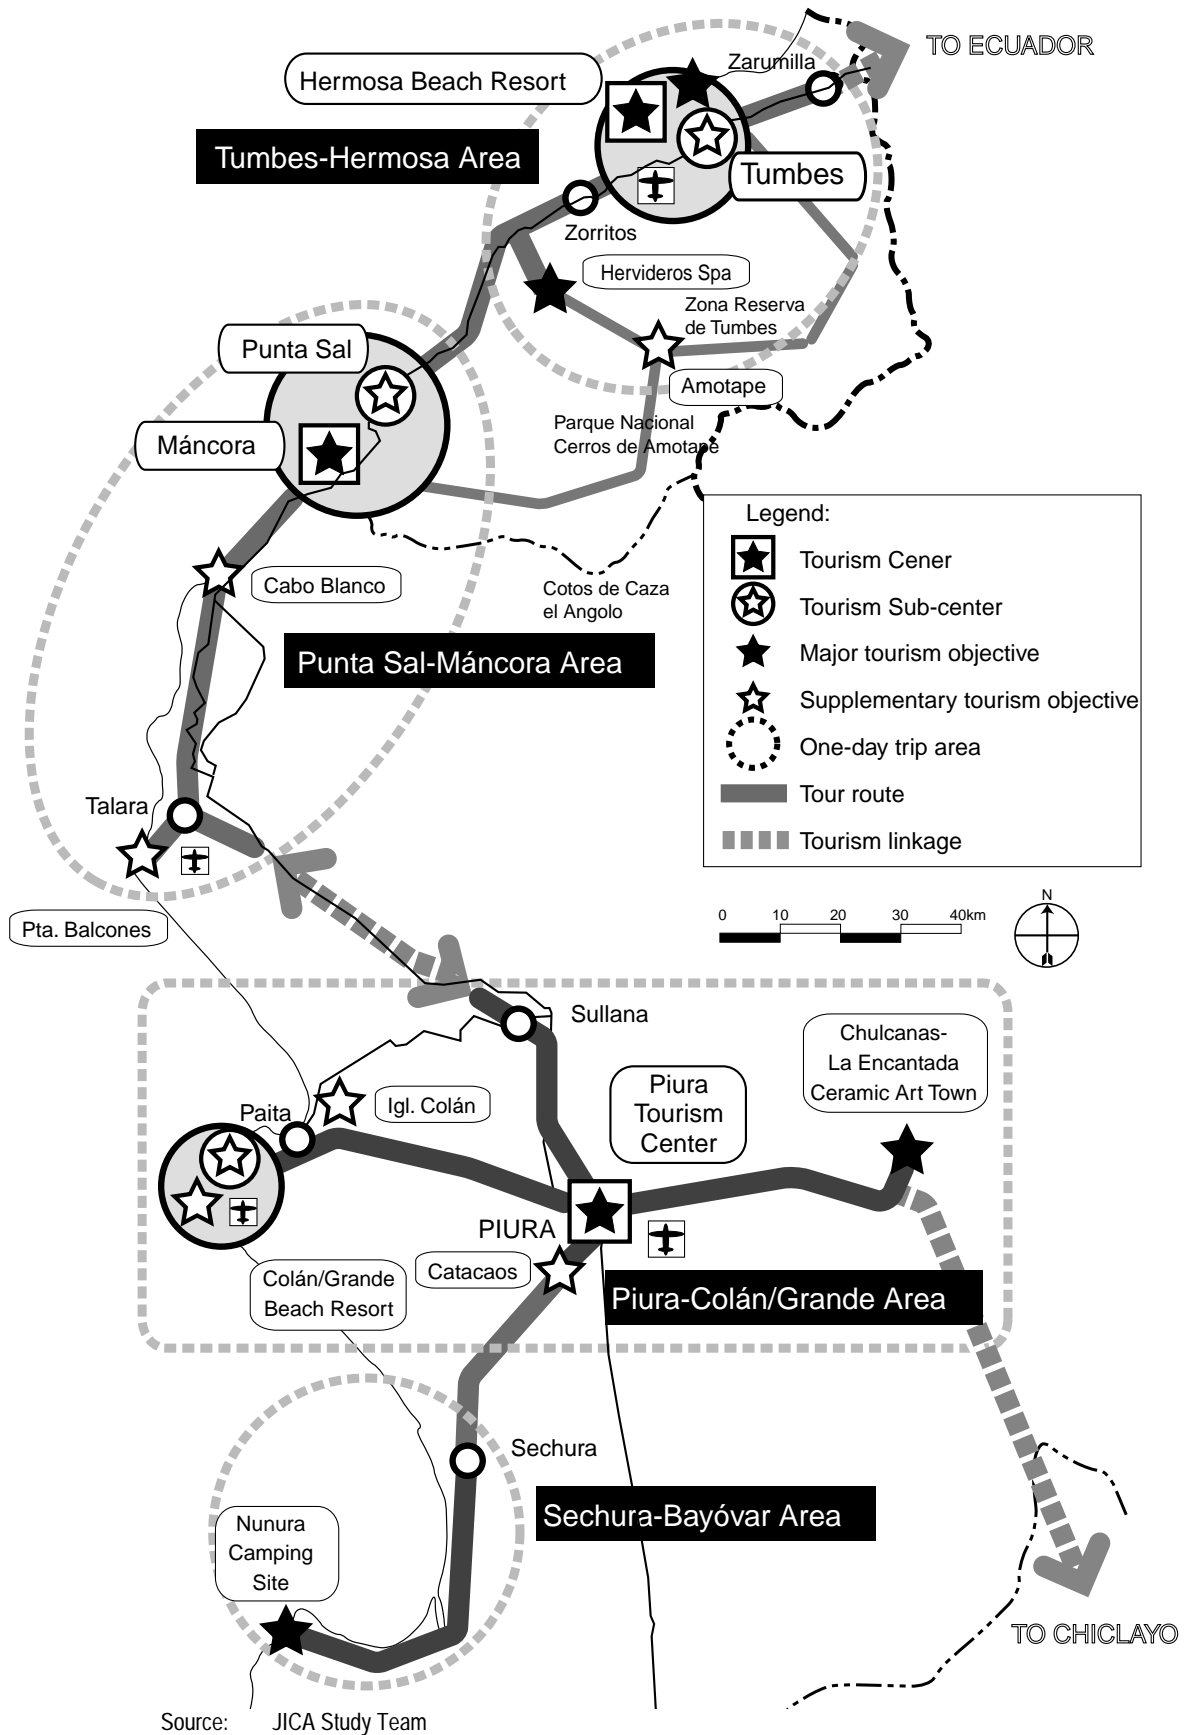 TO ECUADOR
Zarumilla
Hermosa Beach Resort
Tumbes-Hermosa Area
Tumbes
Zorritos
Hervideros Spa
Zona Reserva
de Tumbes
Punta Sal
Amotape
Parque Nacional
Cerros de Amotape
Máncora
Legend:
Tourism Cener
Tourism Sub-center
Major tourism objective
Supplementary tourism objective
One-day trip area
Tour route
Tourism linkage
Cabo Blanco
Cotos de Caza
el Angolo
Punta Sal-Máncora Area
Talara
Pta. Balcones
0 10 20 30 40km
N
Sullana
Chulcanas-
La Encantada
Ceramic Art Town
Piura
Tourism
Center
Igl. Colán
Paita
PIURA
Catacaos
Colán/Grande
Beach Resort
Piura-Colán/Grande Area
Sechura
Sechura-Bayóvar Area
Nunura
Camping
Site
TO CHICLAYO
Source: JICA Study Team